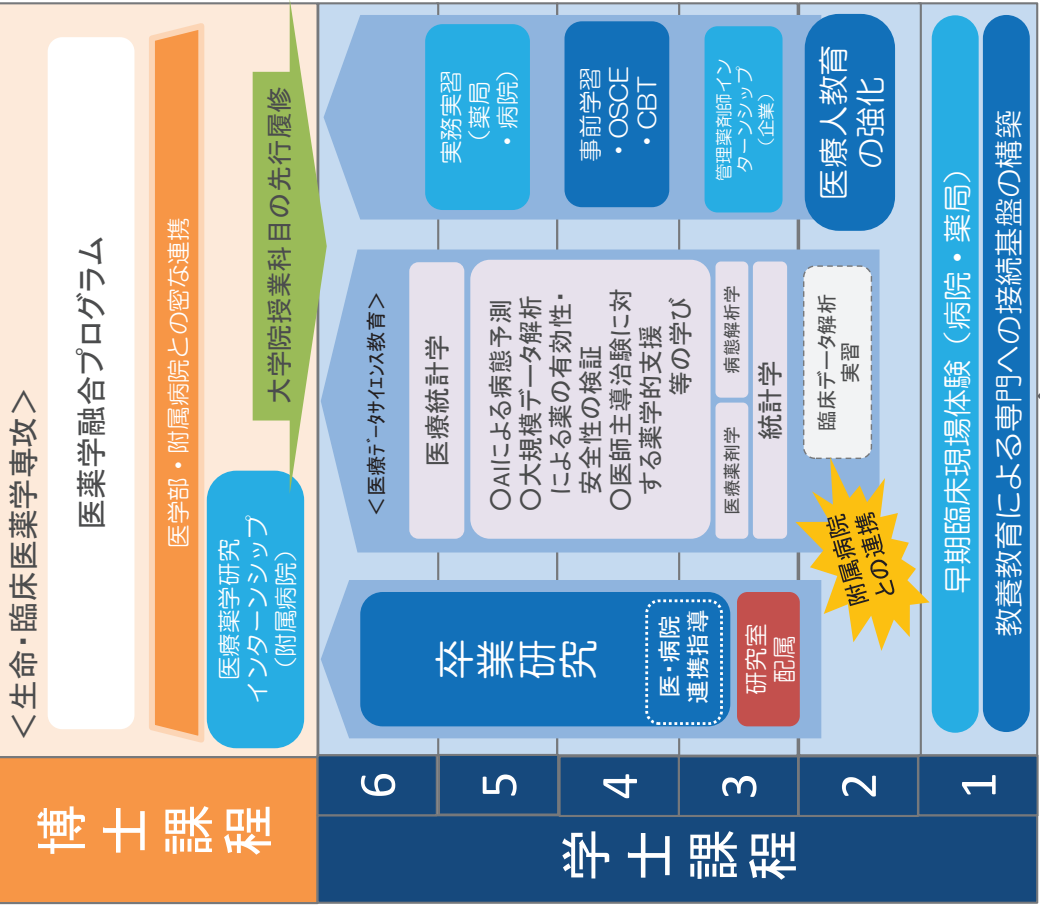 博士課程
<生命・臨床医薬学専攻>
医薬学融合プログラム
医学部・附属病院との密な連携
医療薬学研究
インターンシップ
(附属病院)
大学院授業科目の先行履修
学士課程
6
5
4
3
2
1
卒業研究
医・病院
連携指導
研究室
配属
<医療データサイエンス教育>
医療統計学
○AIによる病態予測
○大規模データ解析
による薬の有効性・
安全性の検証
○医師主導治験に対
する薬学的支援
等の学び
医療薬剤学
病態解析学
統計学
臨床データ解析
実習
附属病院
との連携
実務実習
(薬局
・病院)
事前学習
・OSCE
・CBT
管理薬剤師イン
ターンシップ
(企業)
医療人教育
の強化
早期臨床現場体験(病院・薬局)
教養教育による専門への接続基盤の構築